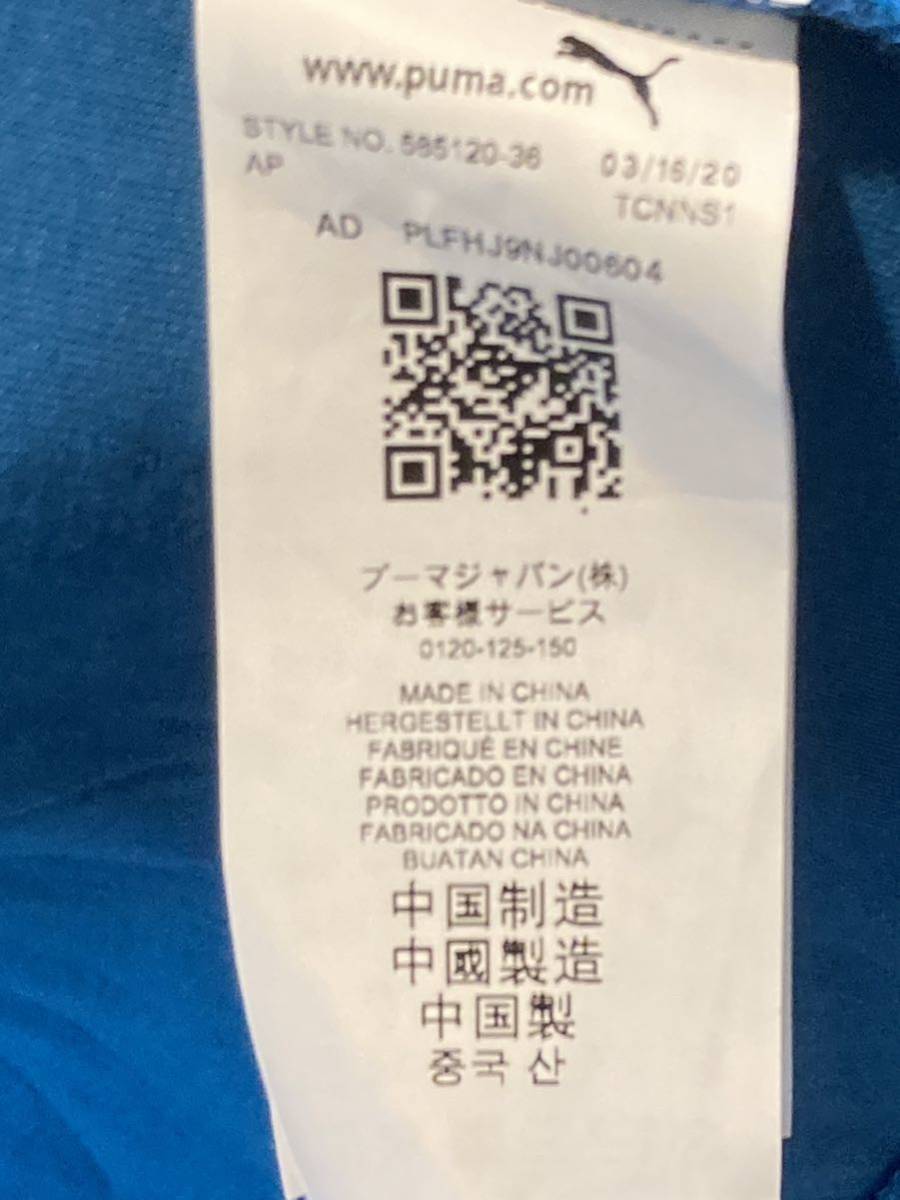 www.puma.com
STYLE NO. 585120-36 03/16/20
AP TCNNS1
AD PLFHJ9NJ00604
プーマジャパン(株)
お客様サービス
0120-125-150
MADE IN CHINA
HERGESTELLT IN CHINA
FABRIQUÉ EN CHINE
FABRICADO EN CHINA
PRODOTTO IN CHINA
FABRICADO NA CHINA
BUATAN CHINA
中国制造
中國製造
中国製
중국 산